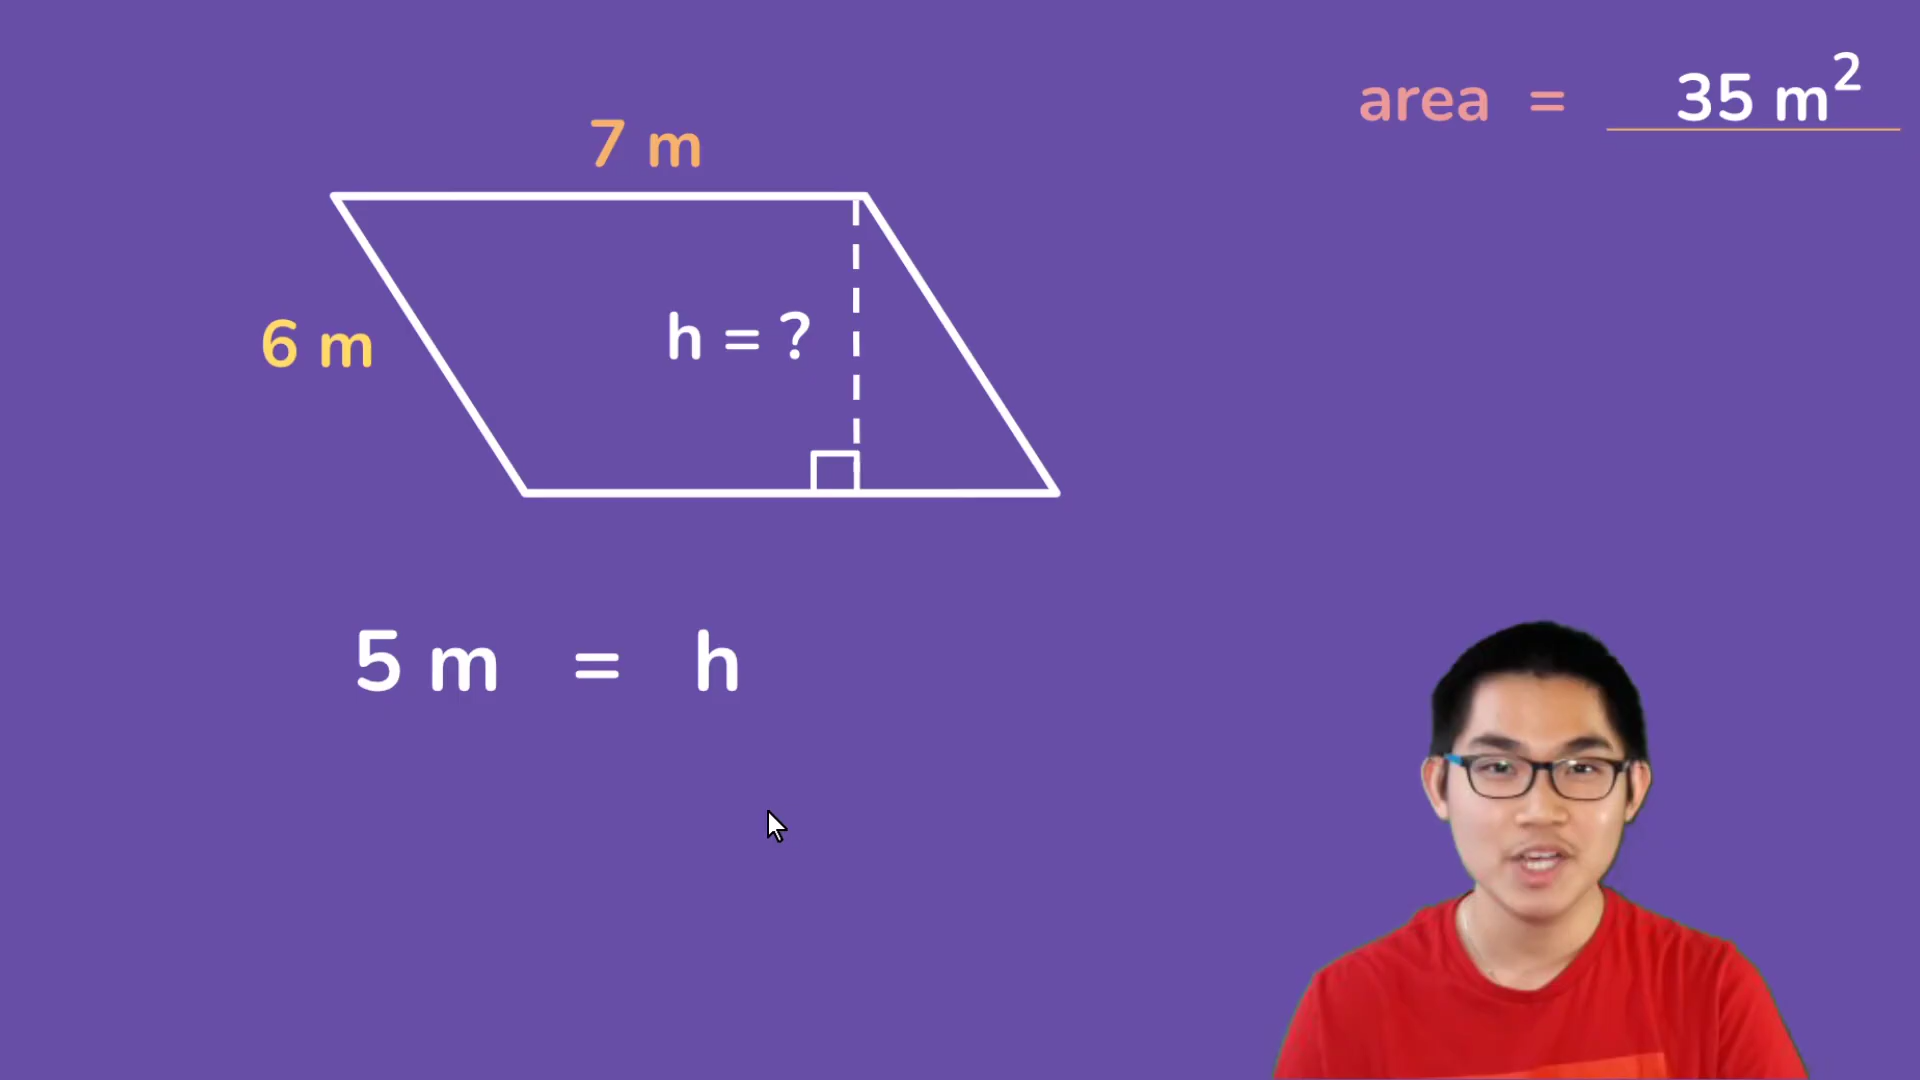 area = 35 m²
7 m
6 m
h = ?
5 m = h